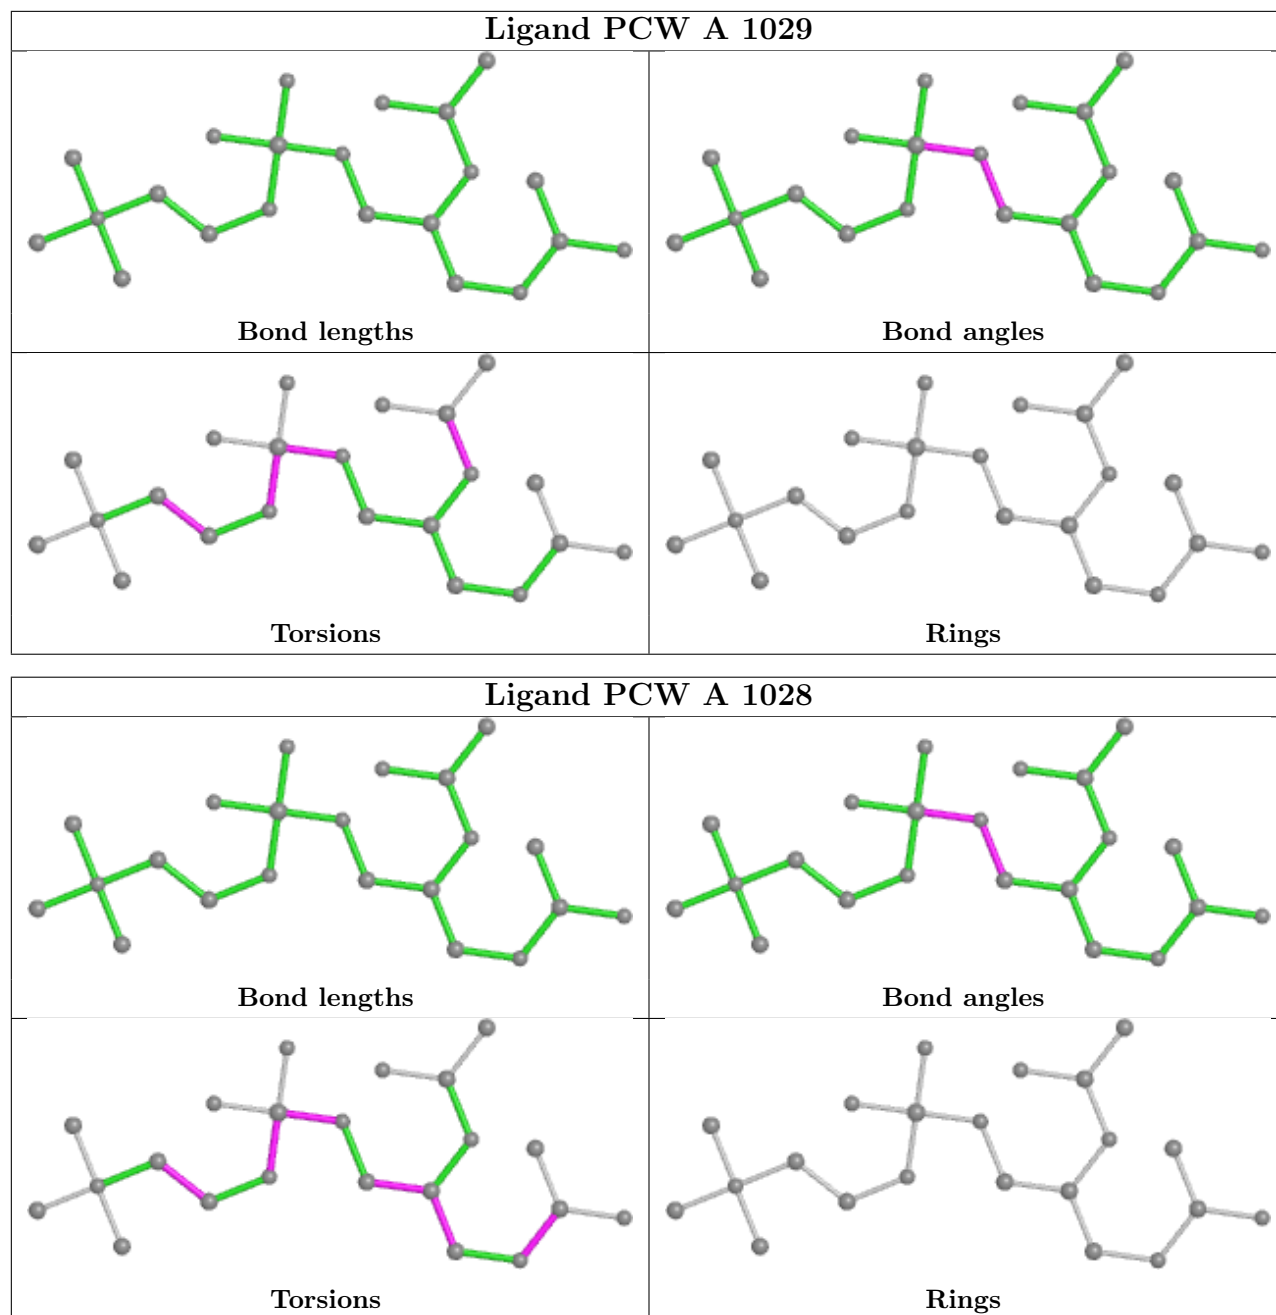 Ligand PCW A 1029
Bond lengths
Bond angles
Torsions
Rings
Ligand PCW A 1028
Bond lengths
Bond angles
Torsions
Rings